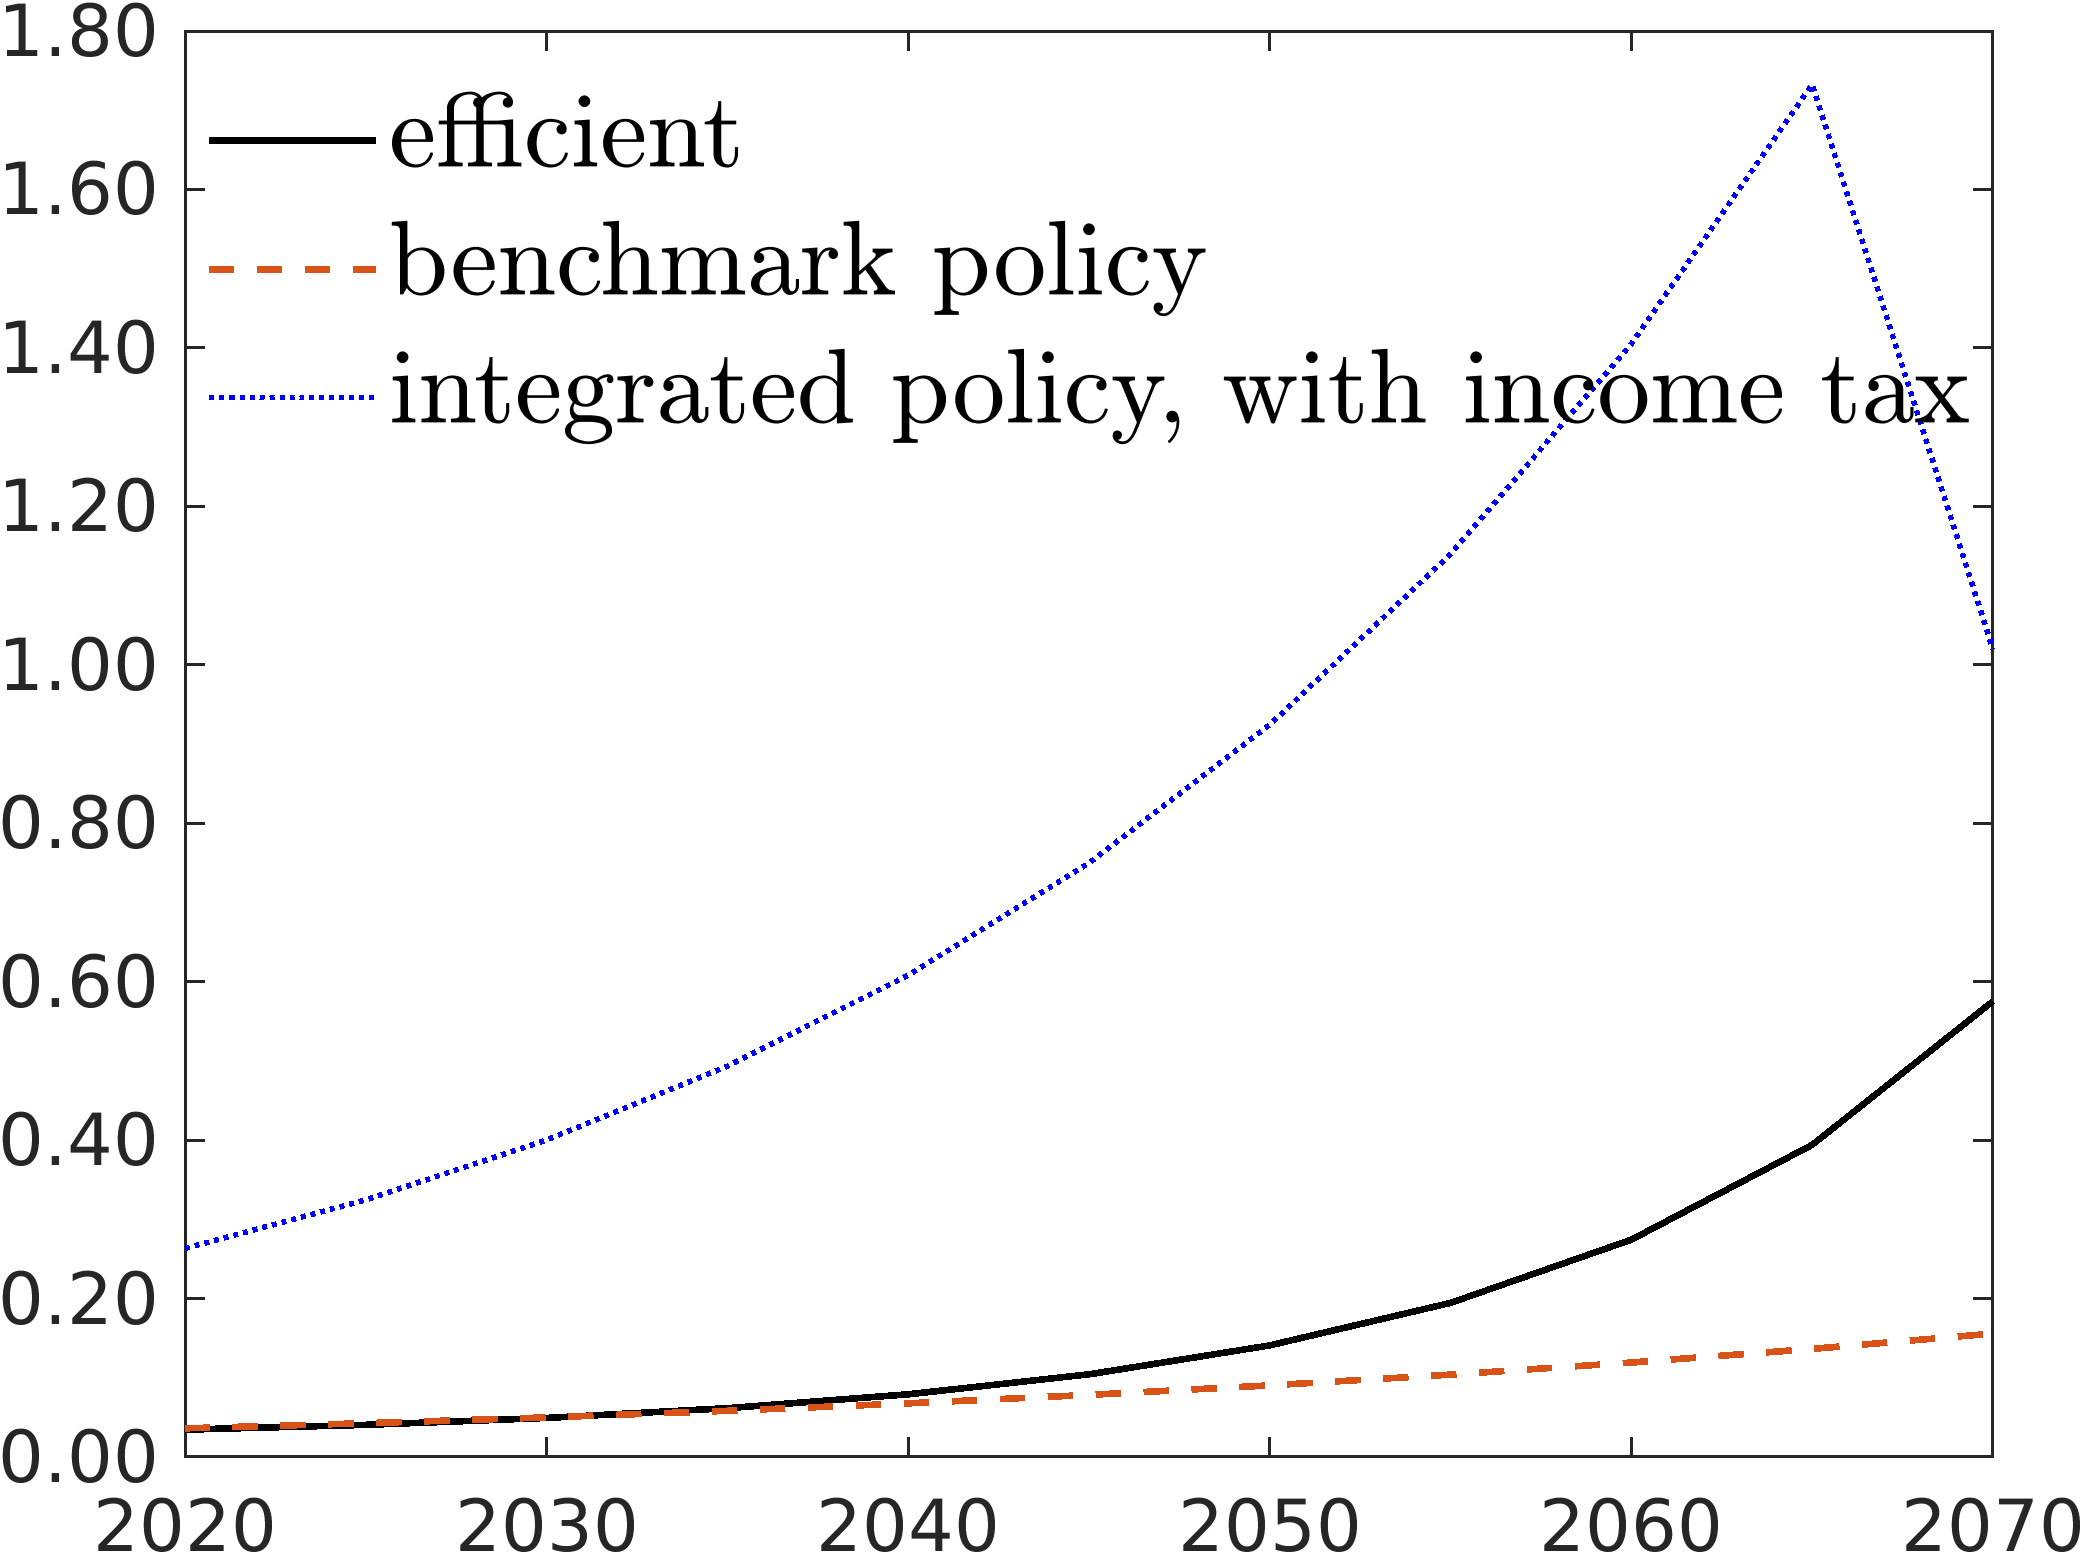 1.80
1.60
1.40
1.20
1.00
0.80
0.60
0.40
0.20
0.00
efficient
benchmark policy
integrated policy, with income tax
2020 2030 2040 2050 2060 2070